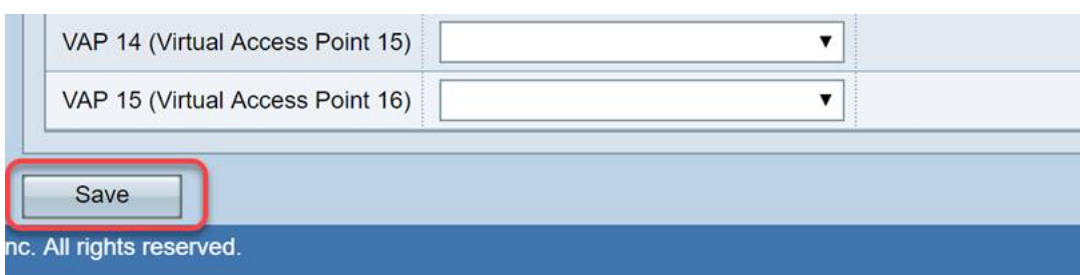 VAP 14 (Virtual Access Point 15)
VAP 15 (Virtual Access Point 16)
Save
nc. All rights reserved.